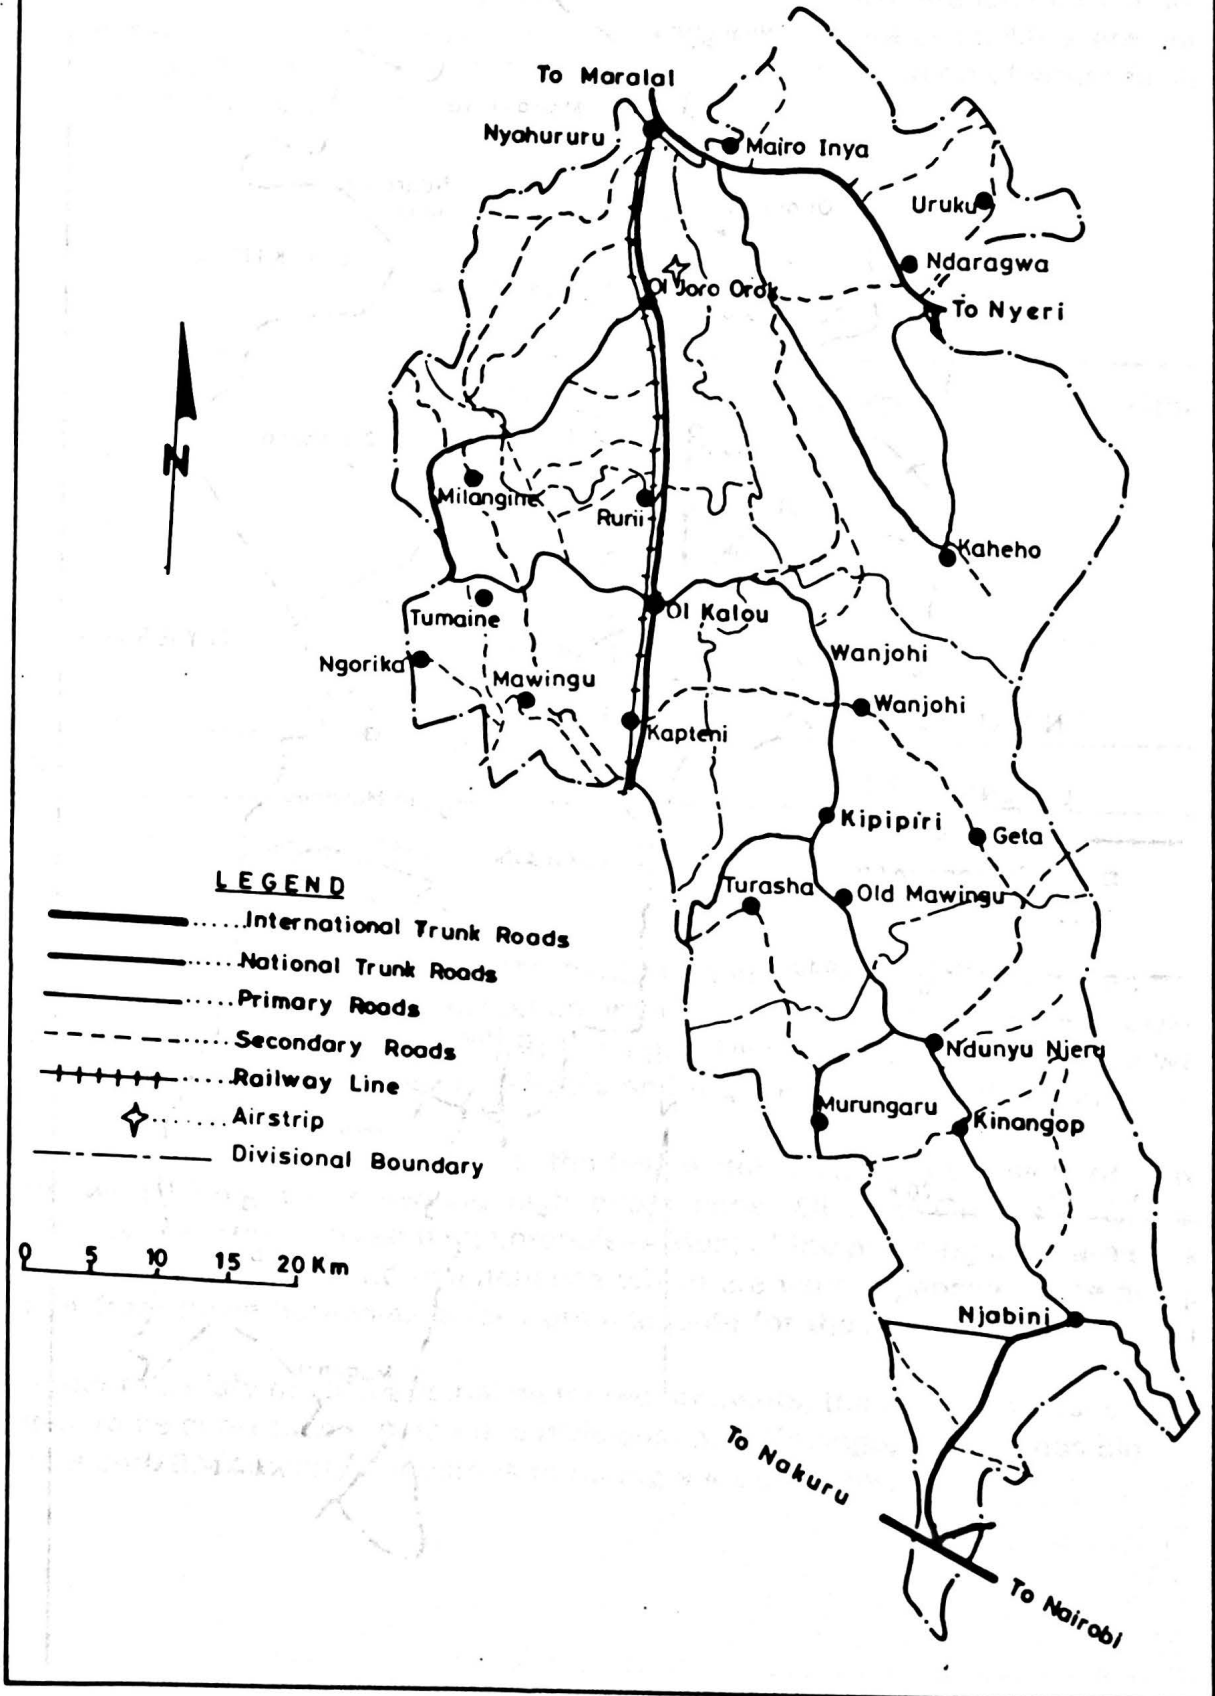 To Moralal
Nyahururu
Mairo Inya
Uruku
Ndaragwa
Ol Joro Orok
To Nyeri
N
Milangine
Rurii
Kaheho
Tumaine
Ol Kalou
Ngorika
Mawingu
Wanjohi
Wanjohi
Kapteni
Kipipiri
Geta
Turasha
Old Mawingu
LEGEND
International Trunk Roads
National Trunk Roads
Primary Roads
Secondary Roads
Railway Line
Airstrip
Divisional Boundary
Ndunyu Njeru
Murungaru
Kinangop
0 5 10 15 20 Km
Njabini
To Nakuru
To Nairobi